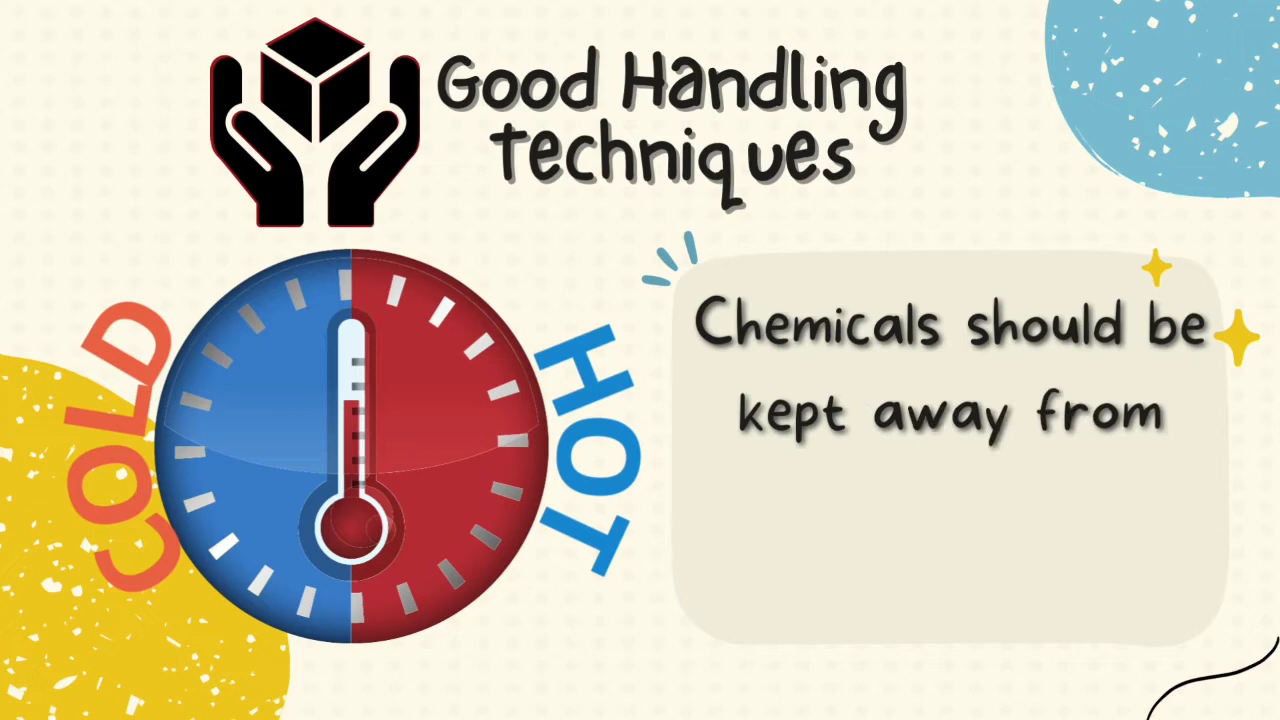 Good Handling
Techniques
COLD
HOT
Chemicals should be
kept away from